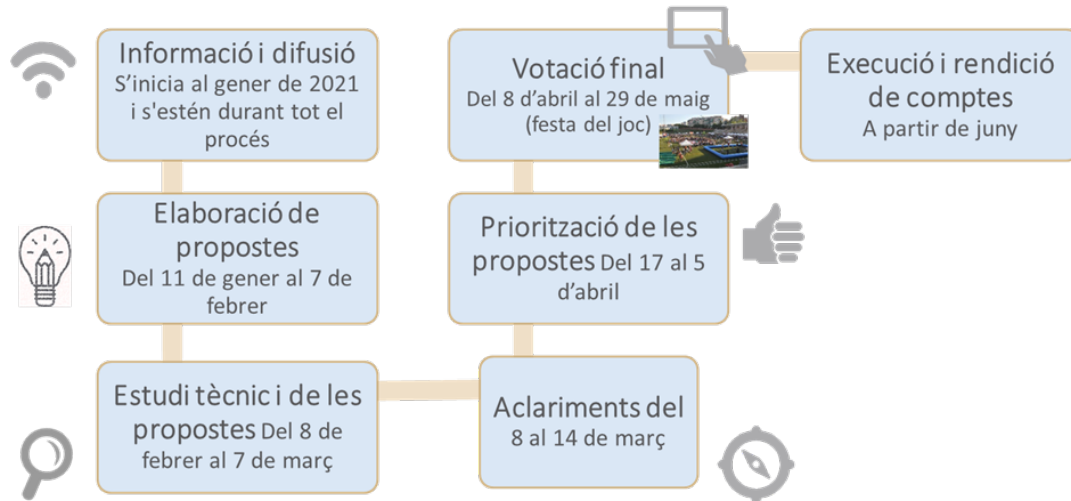 Informació i difusió
S'inicia al gener de 2021
i s'estén durant tot el
procés
Elaboració de
propostes
Del 11 de gener al 7 de
febrer
Estudi tècnic i de les
propostes Del 8 de
febrer al 7 de març
Aclariments del
8 al 14 de març
Priorització de les
propostes Del 17 al 5
d'abril
Votació final
Del 8 d'abril al 29 de maig
(festa del joc)
Execució i rendició
de comptes
A partir de juny